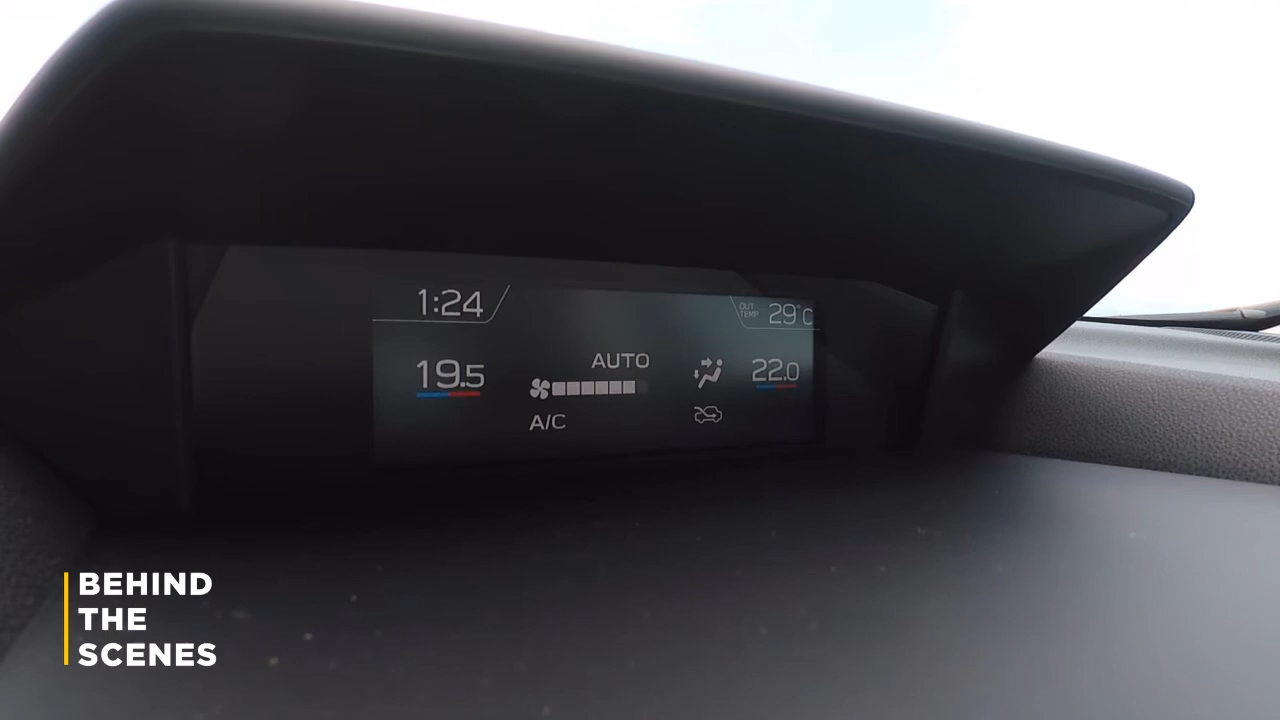 1:24
OUT
TEMP
29°C
19.5
AUTO
22.0
A/C
BEHIND
THE
SCENES